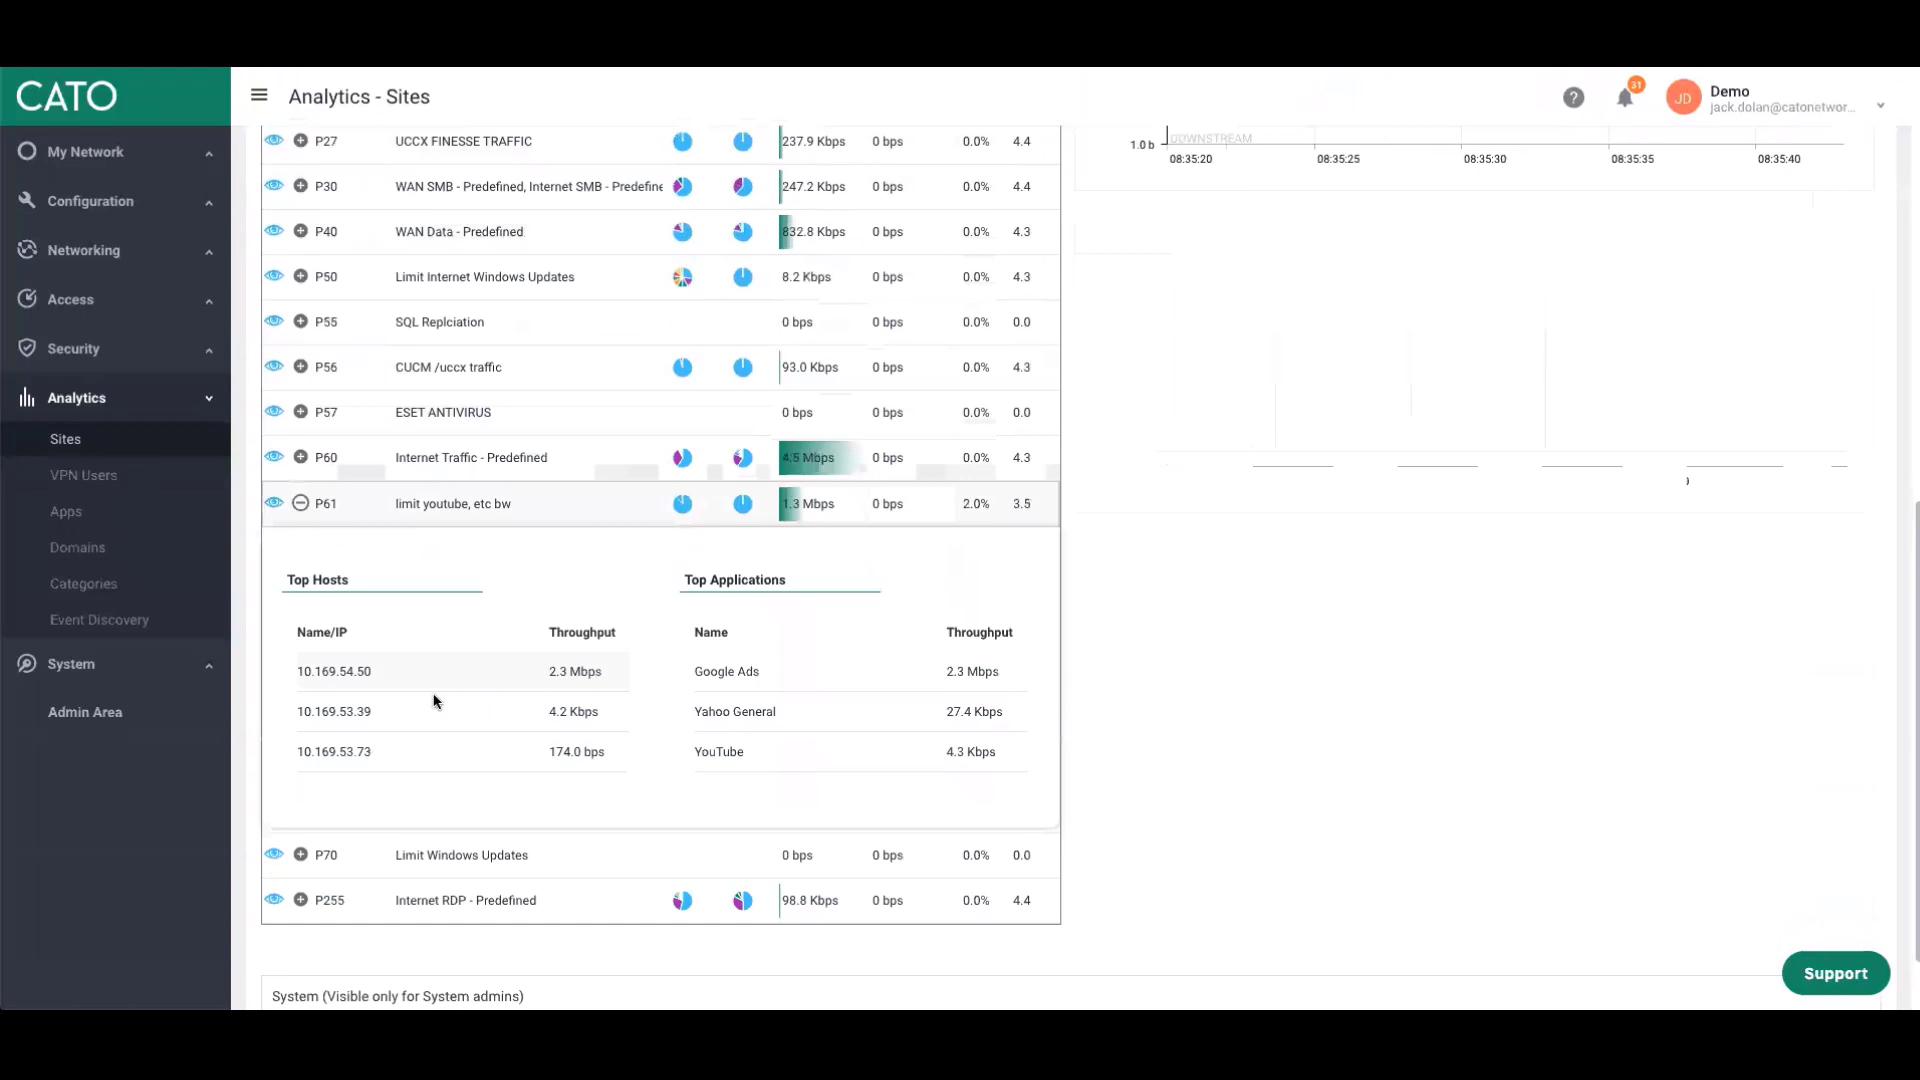 CATO
Analytics - Sites
?
31
JD
Demo
jack.dolan@catonetwor...
My Network
Configuration
Networking
Access
Security
Analytics
Sites
VPN Users
Apps
Domains
Categories
Event Discovery
System
Admin Area
P27 UCCX FINESSE TRAFFIC 237.9 Kbps 0 bps 0.0% 4.4
P30 WAN SMB - Predefined, Internet SMB - Predefine 247.2 Kbps 0 bps 0.0% 4.4
P40 WAN Data - Predefined 832.8 Kbps 0 bps 0.0% 4.3
P50 Limit Internet Windows Updates 8.2 Kbps 0 bps 0.0% 4.3
P55 SQL Replciation 0 bps 0 bps 0.0% 0.0
P56 CUCM /uccx traffic 93.0 Kbps 0 bps 0.0% 4.3
P57 ESET ANTIVIRUS 0 bps 0 bps 0.0% 0.0
P60 Internet Traffic - Predefined 4.5 Mbps 0 bps 0.0% 4.3
P61 limit youtube, etc bw 1.3 Mbps 0 bps 2.0% 3.5
Top Hosts
Name/IP Throughput
10.169.54.50 2.3 Mbps
10.169.53.39 4.2 Kbps
10.169.53.73 174.0 bps
Top Applications
Name Throughput
Google Ads 2.3 Mbps
Yahoo General 27.4 Kbps
YouTube 4.3 Kbps
P70 Limit Windows Updates 0 bps 0 bps 0.0% 0.0
P255 Internet RDP - Predefined 98.8 Kbps 0 bps 0.0% 4.4
System (Visible only for System admins)
DOWNSTREAM
1.0 b
08:35:20 08:35:25 08:35:30 08:35:35 08:35:40
Support